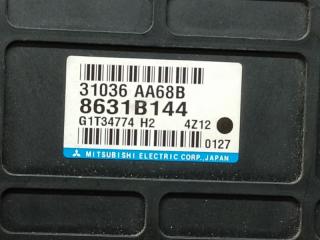 31036 AA68B
8631B144
G1T34774 H2 4Z12
0127
MITSUBISHI ELECTRIC CORP., JAPAN